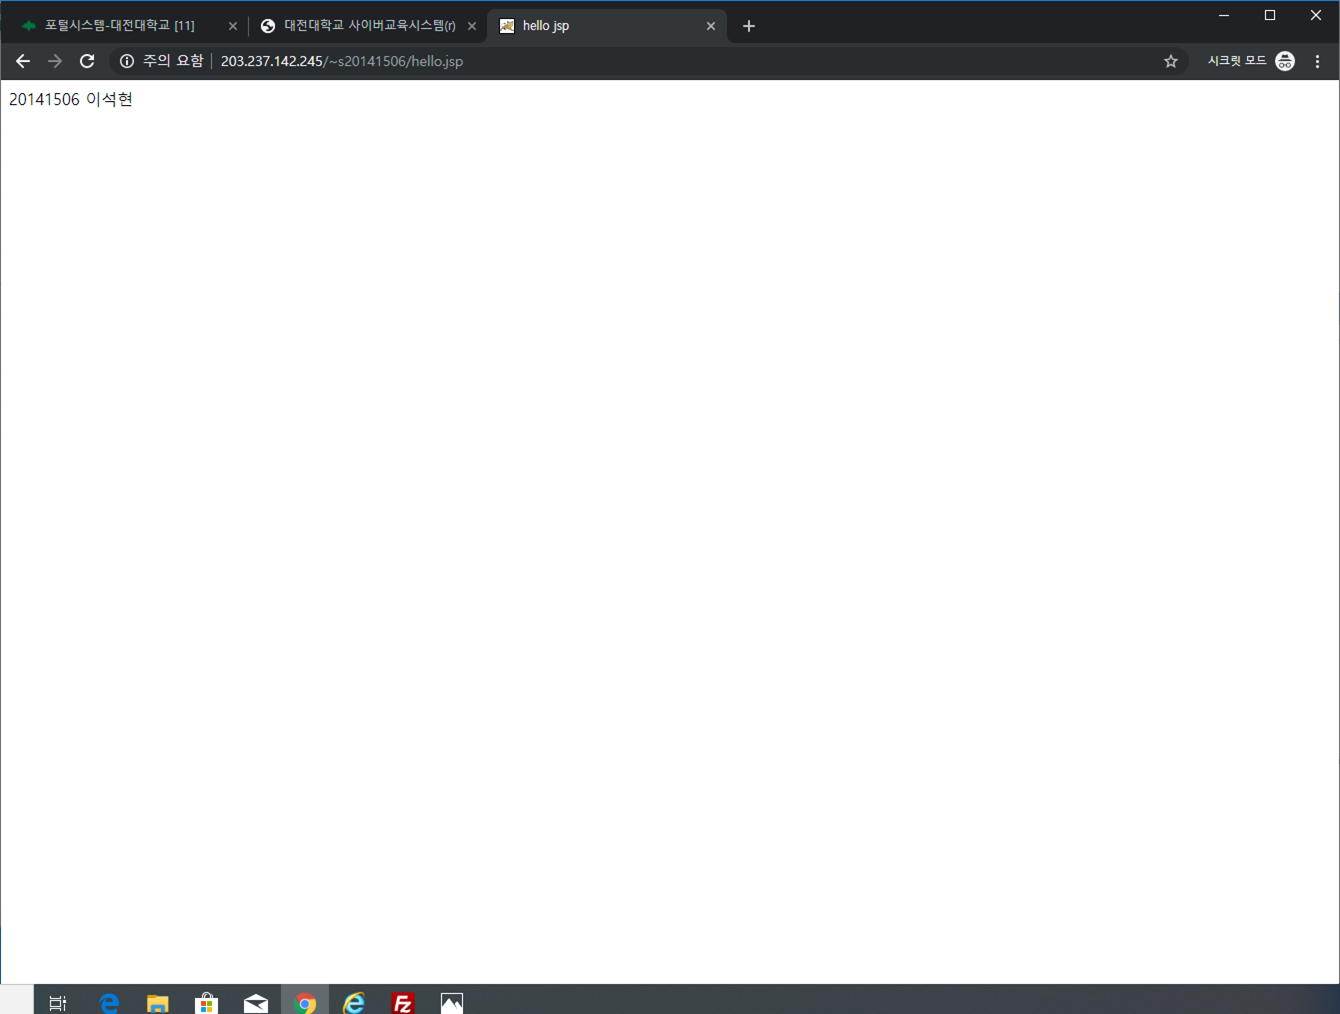 포털시스템-대전대학교 [11]
대전대학교 사이버교육시스템(r)
hello jsp
주의 요함
203.237.142.245/~s20141506/hello.jsp
시크릿 모드
20141506 이석현